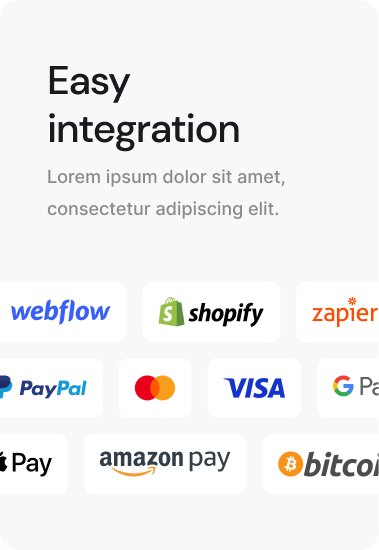 Easy
integration
Lorem ipsum dolor sit amet,
consectetur adipiscing elit.
webflow shopify zapier
PayPal VISA G Pa
Pay amazon pay bitcoi